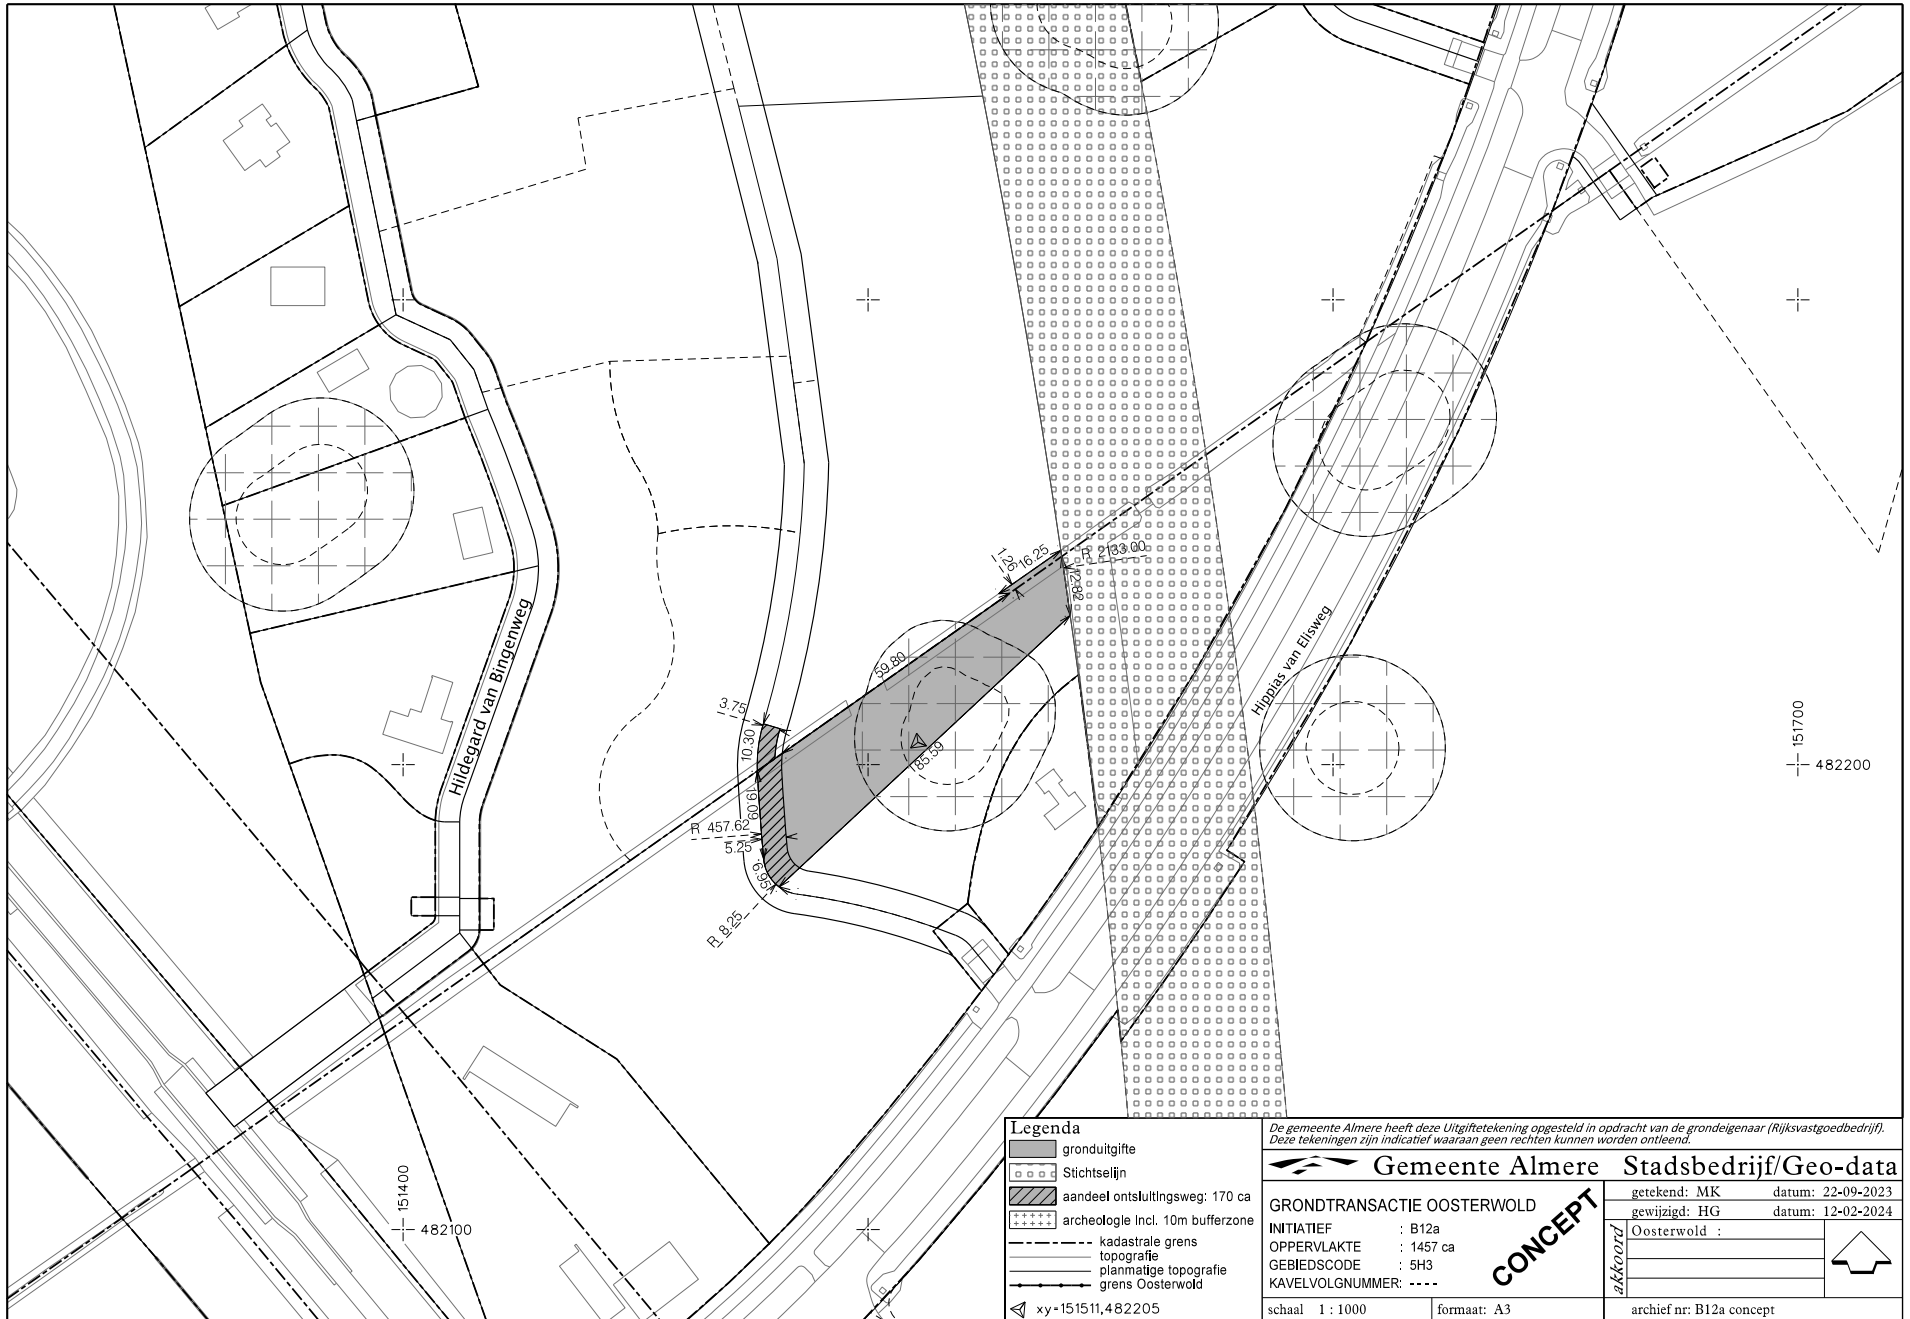 Hildegard van Bingenweg
Hippias van Elisweg
1.26
16.25
R 2133.00
12.82
59.80
85.59
3.75
10.30
19.09
R 457.62
5.25
6.95
R 8.25
151700
482200
151400
482100
Legenda
gronduitgifte
Stichtselijn
aandeel ontsluitingsweg: 170 ca
archeologie incl. 10m bufferzone
kadastrale grens
topografie
planmatige topografie
grens Oosterwold
xy=151511,482205
De gemeente Almere heeft deze Uitgiftetekening opgesteld in opdracht van de grondeigenaar (Rijksvastgoedbedrijf).
Deze tekeningen zijn indicatief waaraan geen rechten kunnen worden ontleend.
Gemeente Almere Stadsbedrijf/Geo-data
GRONDTRANSACTIE OOSTERWOLD
INITIATIEF : B12a
OPPERVLAKTE : 1457 ca
GEBIEDSCODE : 5H3
KAVELVOLGNUMMER: ----
CONCEPT
schaal 1 : 1000
formaat: A3
getekend: MK datum: 22-09-2023
gewijzigd: HG datum: 12-02-2024
akkoord
Oosterwold :
archief nr: B12a concept